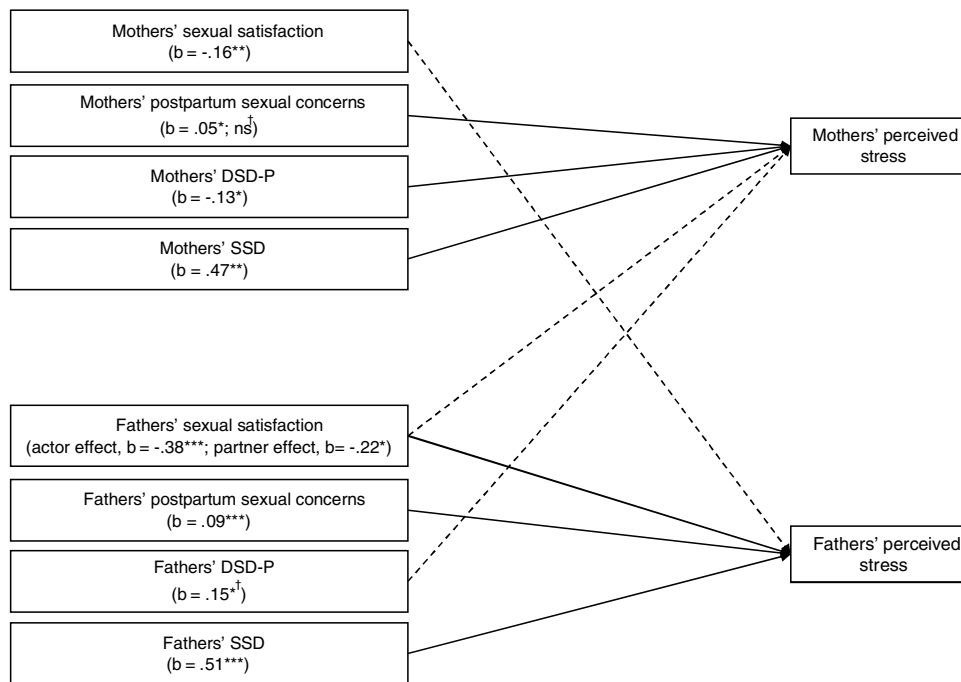 Mothers' sexual satisfaction
(b = -.16**)
Mothers' postpartum sexual concerns
(b = .05*; ns†)
Mothers' DSD-P
(b = -.13*)
Mothers' SSD
(b = .47**)
Mothers' perceived
stress
Fathers' sexual satisfaction
(actor effect, b = -.38***; partner effect, b= -.22*)
Fathers' postpartum sexual concerns
(b = .09***)
Fathers' DSD-P
(b = .15*†)
Fathers' SSD
(b = .51***)
Fathers' perceived
stress